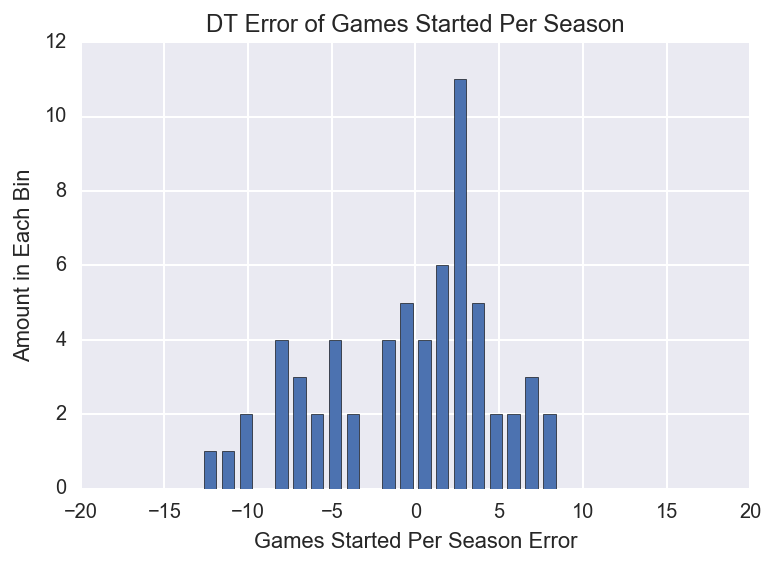 DT Error of Games Started Per Season
12
10
8
6
4
2
0
Amount in Each Bin
−20 −15 −10 −5 0 5 10 15 20
Games Started Per Season Error